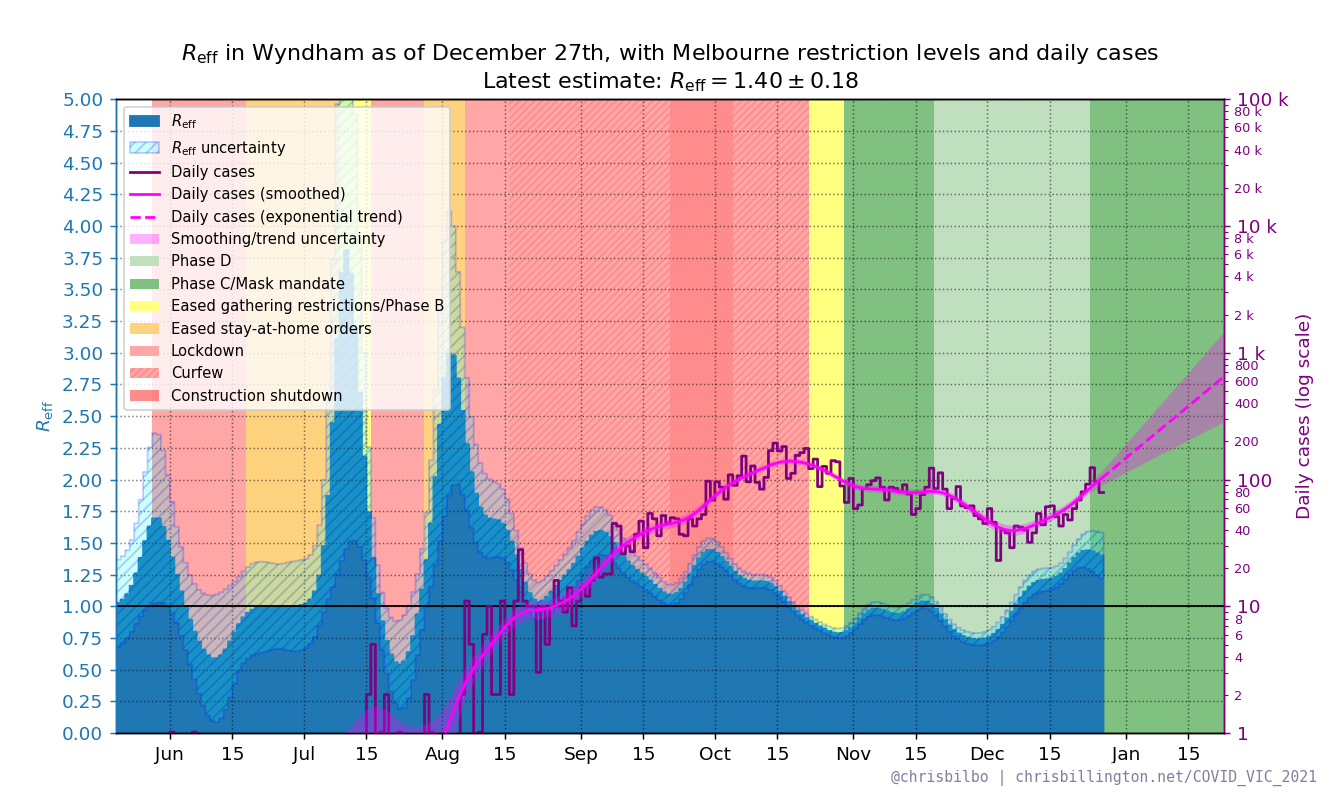 R_eff in Wyndham as of December 27th, with Melbourne restriction levels and daily cases
Latest estimate: R_eff = 1.40 ± 0.18
R_eff
R_eff uncertainty
Daily cases
Daily cases (smoothed)
Daily cases (exponential trend)
Smoothing/trend uncertainty
Phase D
Phase C/Mask mandate
Eased gathering restrictions/Phase B
Eased stay-at-home orders
Lockdown
Curfew
Construction shutdown
R_eff
5.00
4.75
4.50
4.25
4.00
3.75
3.50
3.25
3.00
2.75
2.50
2.25
2.00
1.75
1.50
1.25
1.00
0.75
0.50
0.25
0.00
100 k
80 k
60 k
40 k
20 k
10 k
8 k
6 k
4 k
2 k
1 k
800
600
400
200
100
80
60
40
20
10
8
6
4
2
1
Daily cases (log scale)
Jun 15 Jul 15 Aug 15 Sep 15 Oct 15 Nov 15 Dec 15 Jan 15
@chrisbilbo | chrisbillington.net/COVID_VIC_2021